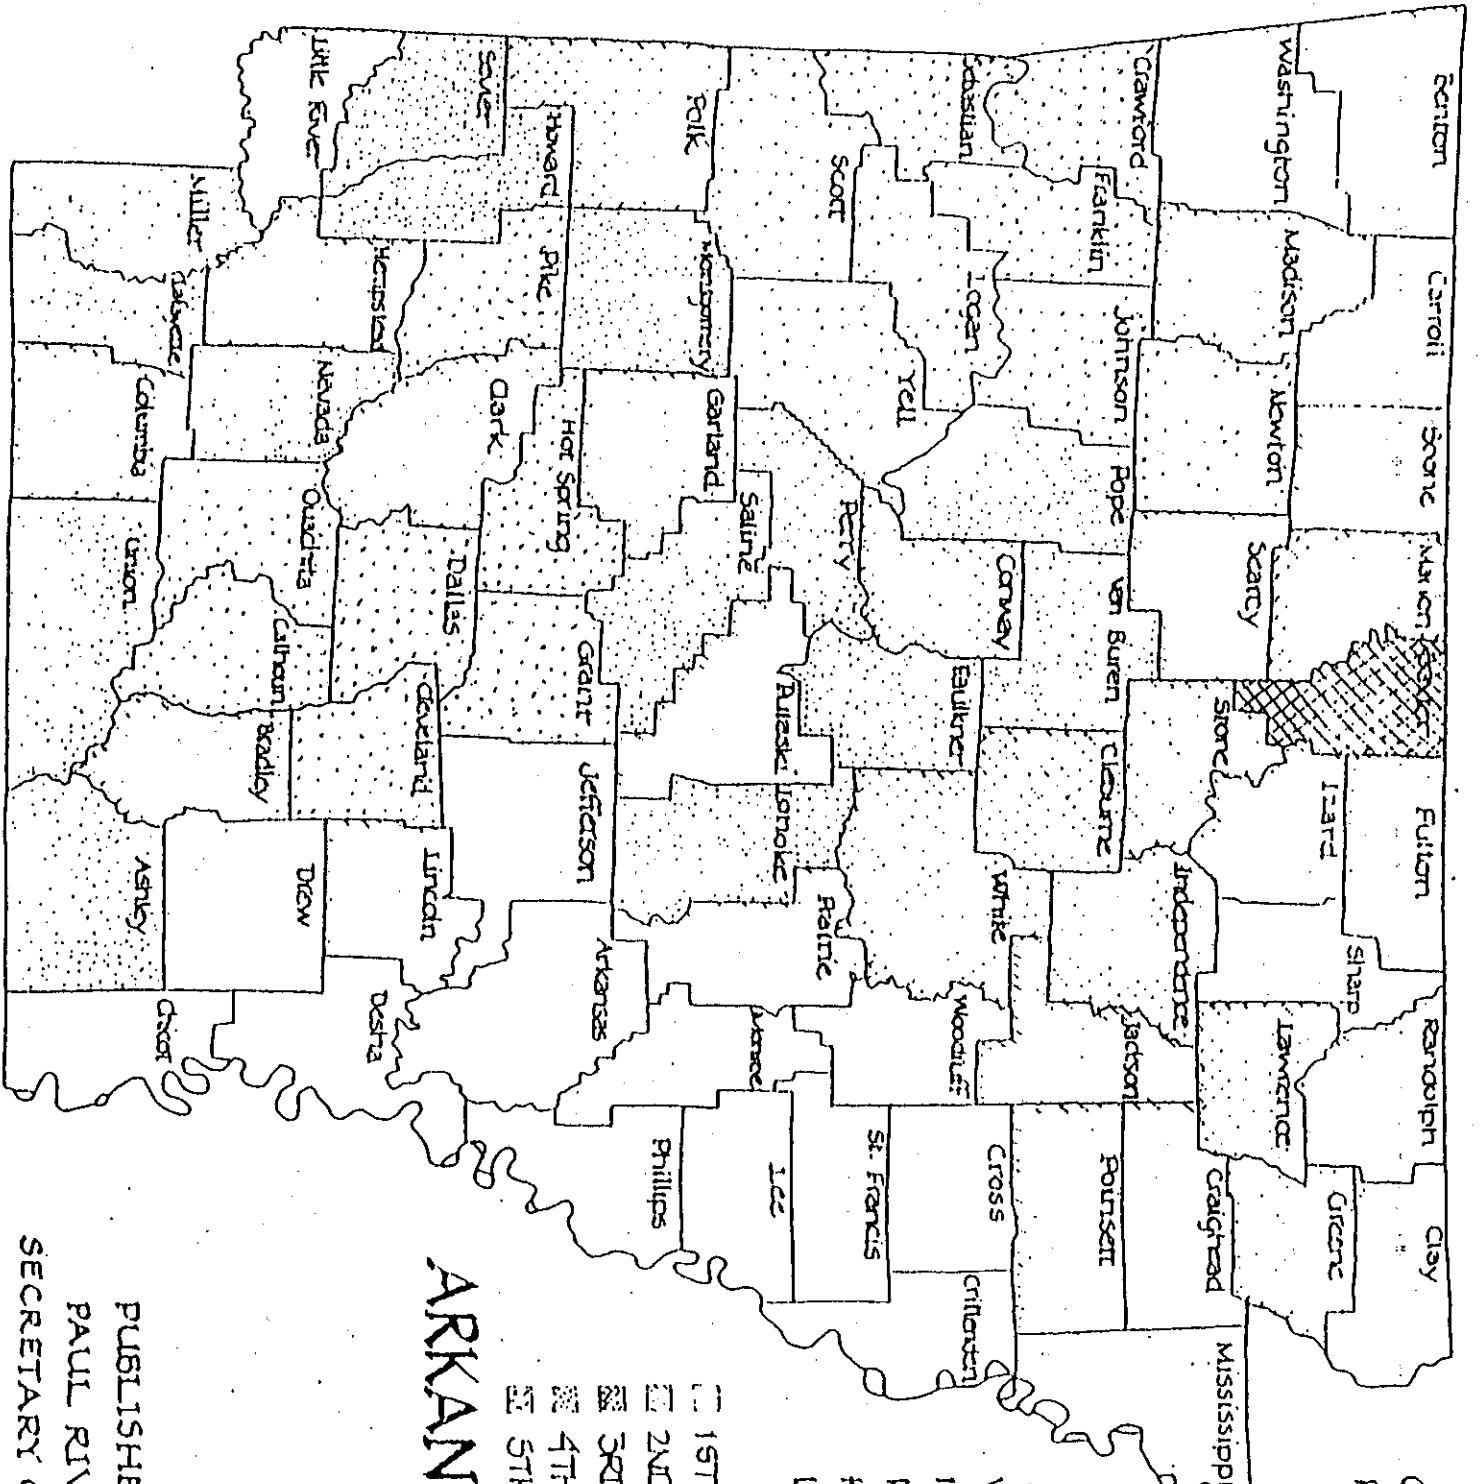 Benton
Carroll
Boone
Marion
Baxter
Fulton
Randolph
Clay
Washington
Madison
Newton
Searcy
Stone
Izard
Sharp
Lawrence
Greene
Craighead
Mississippi
Crawford
Franklin
Johnson
Pope
Van Buren
Cleburne
Independence
Jackson
Poinsett
Sebastian
Logan
Conway
Faulkner
White
Woodruff
Cross
Crittenden
Scott
Yell
Perry
Pulaski
Lonoke
Prairie
Monroe
St. Francis
Lee
Phillips
Polk
Montgomery
Garland
Saline
Howard
Pike
Hot Spring
Grant
Jefferson
Arkansas
Sevier
Clark
Dallas
Cleveland
Lincoln
Desha
Little River
Hempstead
Nevada
Ouachita
Calhoun
Bradley
Drew
Miller
Lafayette
Columbia
Union
Ashley
Chicot
1ST
2ND
3RD
4TH
5TH
ARKAN
PUBLISHE
PAUL RIV
SECRETARY